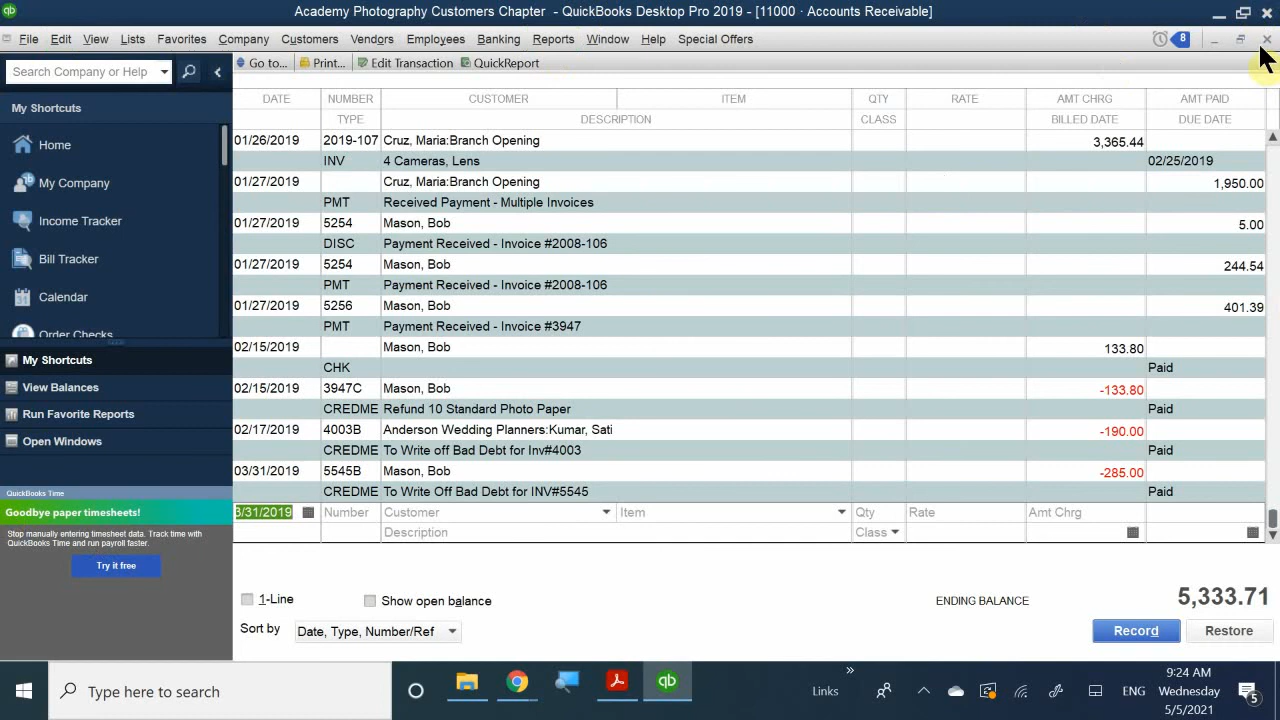 Academy Photography Customers Chapter - QuickBooks Desktop Pro 2019 - [11000 · Accounts Receivable]
File Edit View Lists Favorites Company Customers Vendors Employees Banking Reports Window Help Special Offers 8
Search Company or Help
Go to... Print... Edit Transaction QuickReport
My Shortcuts
Home
My Company
Income Tracker
Bill Tracker
Calendar
Order Checks
My Shortcuts
View Balances
Run Favorite Reports
Open Windows
QuickBooks Time
Goodbye paper timesheets!
Stop manually entering timesheet data. Track time with
QuickBooks Time and run payroll faster.
Try it free
DATE NUMBER CUSTOMER ITEM QTY RATE AMT CHRG AMT PAID
TYPE DESCRIPTION CLASS BILLED DATE DUE DATE
01/26/2019 2019-107 Cruz, Maria:Branch Opening 3,365.44
INV 4 Cameras, Lens 02/25/2019
01/27/2019 Cruz, Maria:Branch Opening 1,950.00
PMT Received Payment - Multiple Invoices
01/27/2019 5254 Mason, Bob 5.00
DISC Payment Received - Invoice #2008-106
01/27/2019 5254 Mason, Bob 244.54
PMT Payment Received - Invoice #2008-106
01/27/2019 5256 Mason, Bob 401.39
PMT Payment Received - Invoice #3947
02/15/2019 Mason, Bob 133.80
CHK Paid
02/15/2019 3947C Mason, Bob -133.80
CREDME Refund 10 Standard Photo Paper Paid
02/17/2019 4003B Anderson Wedding Planners:Kumar, Sati -190.00
CREDME To Write off Bad Debt for Inv#4003 Paid
03/31/2019 5545B Mason, Bob -285.00
CREDME To Write Off Bad Debt for INV#5545 Paid
3/31/2019 Number Customer Item Qty Rate Amt Chrg
Description Class
1-Line Show open balance ENDING BALANCE 5,333.71
Sort by Date, Type, Number/Ref Record Restore
Type here to search
Links
ENG
9:24 AM
Wednesday
5/5/2021
5